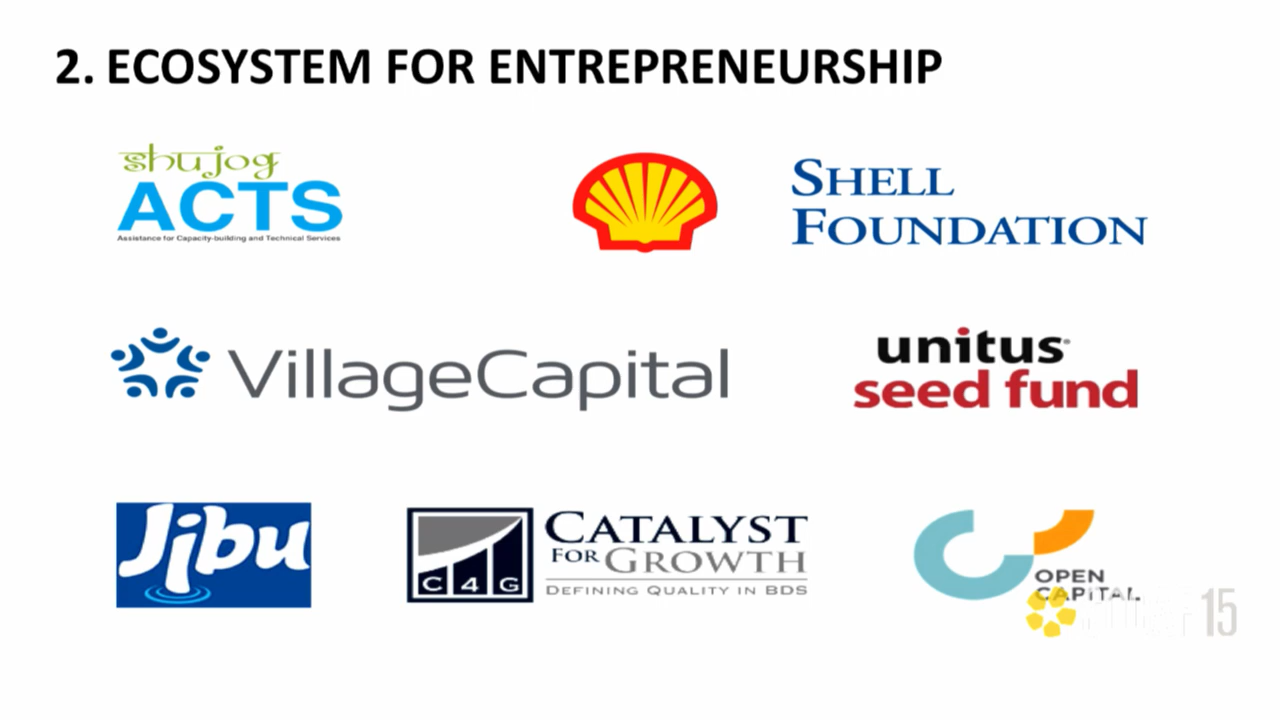 2. ECOSYSTEM FOR ENTREPRENEURSHIP
shujog
ACTS
Assistance for Capacity-building and Technical Services
SHELL
FOUNDATION
VillageCapital
unitus
seed fund
Jibu
C4G
CATALYST
FOR GROWTH
DEFINING QUALITY IN BDS
OPEN
CAPITAL
15